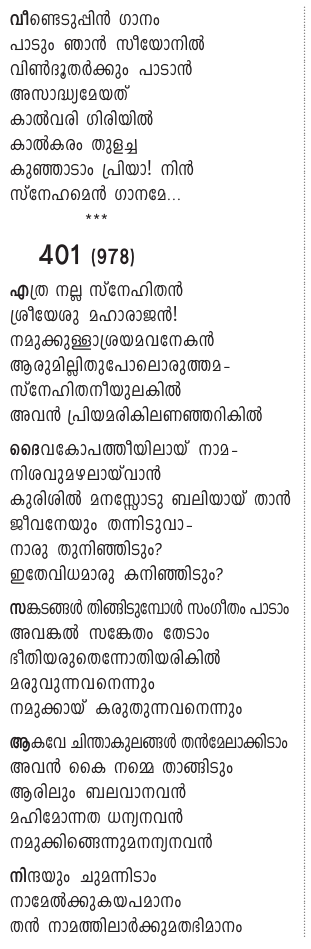 വീണ്ടെടുപ്പിൻ ഗാനം
പാടും ഞാൻ സീയോനിൽ
വിൺദൂതർക്കും പാടാൻ
അസാദ്ധ്യമേയത്
കാൽവരി ഗിരിയിൽ
കാൽകരം തുളച്ച
കുഞ്ഞാടാം പ്രിയാ! നിൻ
സ്നേഹമെൻ ഗാനമേ...
***
401 (978)
എത്ര നല്ല സ്നേഹിതൻ
ശ്രീയേശു മഹാരാജൻ!
നമുക്കുള്ളാശ്രയമവനേകൻ
ആരുമില്ലിതുപോലൊരുത്തമ-
സ്നേഹിതനീയുലകിൽ
അവൻ പ്രിയമരികിലണഞ്ഞറികിൽ
ദൈവകോപത്തീയിലായ് നാമ-
നിശവുമഴലായ്‌വാൻ
കുരിശിൽ മനസ്സോടു ബലിയായ് താൻ
ജീവനേയും തന്നിടുവാ-
നാരു തുനിഞ്ഞിടും?
ഇതേവിധമാരു കനിഞ്ഞിടും?
സങ്കടങ്ങൾ തിങ്ങിടുമ്പോൾ സംഗീതം പാടാം
അവങ്കൽ സങ്കേതം തേടാം
ഭീതിയരുതെന്നോതിയരികിൽ
മരുവുന്നവനെന്നും
നമുക്കായ് കരുതുന്നവനെന്നും
ആകവേ ചിന്താകുലങ്ങൾ തൻമേലാക്കിടാം
അവൻ കൈ നമ്മെ താങ്ങിടും
ആരിലും ബലവാനവൻ
മഹിമോന്നത ധന്യനവൻ
നമുക്കിങ്ങെന്നുമനന്യനവൻ
നിന്ദയും ചുമന്നിടാം
നാമേൽക്കുകയപമാനം
തൻ നാമത്തിലാർക്കുമതഭിമാനം